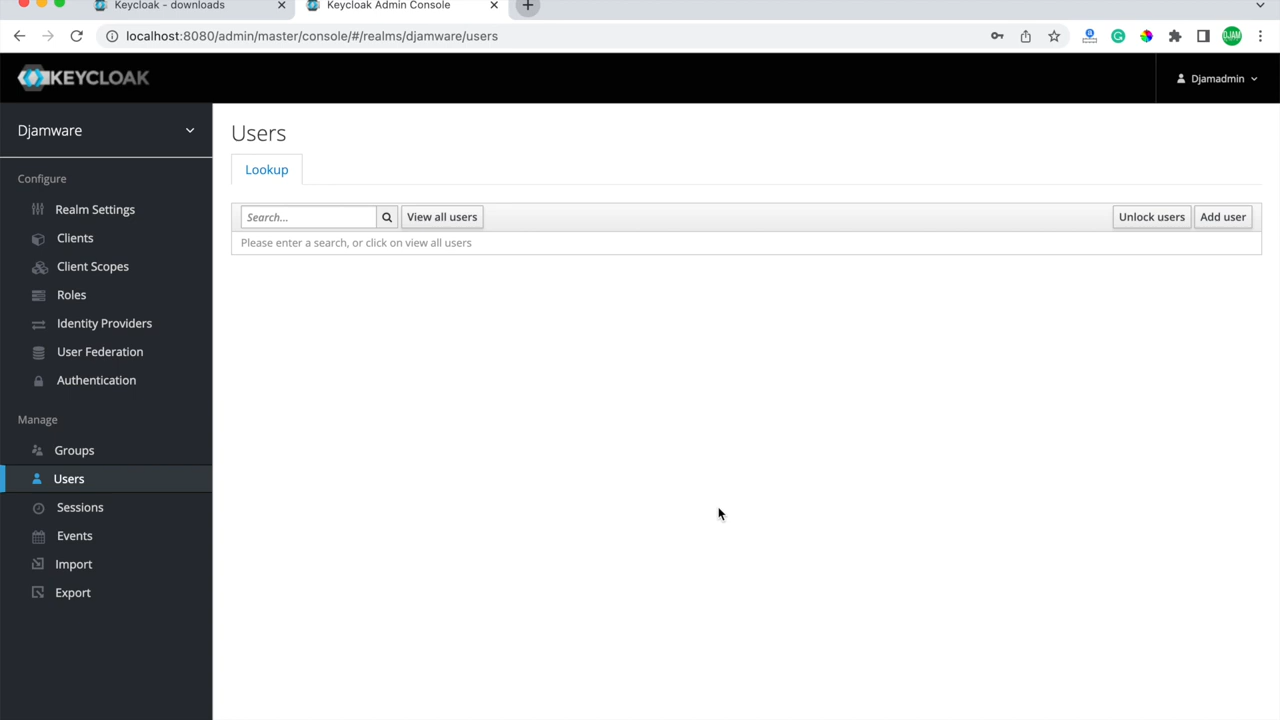 Keycloak - downloads
Keycloak Admin Console
localhost:8080/admin/master/console/#/realms/djamware/users
DJAM
KEYCLOAK
Djamadmin
Djamware
Users
Lookup
Configure
Realm Settings
Search...
View all users
Unlock users
Add user
Clients
Please enter a search, or click on view all users
Client Scopes
Roles
Identity Providers
User Federation
Authentication
Manage
Groups
Users
Sessions
Events
Import
Export